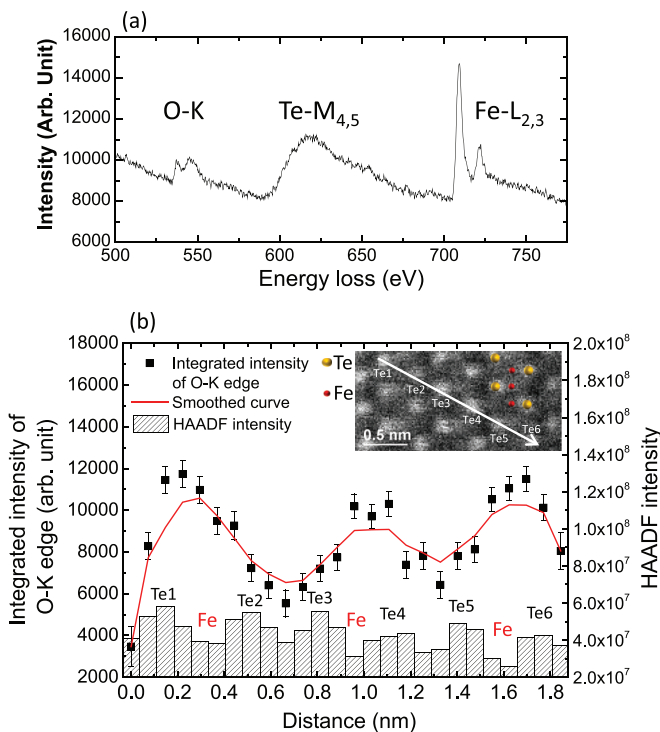 (a)
16000
14000
12000
10000
8000
6000
Intensity (Arb. Unit)
O-K
Te-M4,5
Fe-L2,3
500 550 600 650 700 750
Energy loss (eV)
(b)
18000
16000
14000
12000
10000
8000
6000
4000
2000
Integrated intensity of
O-K edge (arb. unit)
Integrated intensity
of O-K edge
Smoothed curve
HAADF intensity
Te
Fe
Te1
Te2
Te3
Te4
Te5
Te6
0.5 nm
Te1 Fe Te2 Te3 Fe Te4 Te5 Fe Te6
2.0x10^8
1.8x10^8
1.6x10^8
1.4x10^8
1.2x10^8
1.0x10^8
8.0x10^7
6.0x10^7
4.0x10^7
2.0x10^7
HAADF intensity
0.0 0.2 0.4 0.6 0.8 1.0 1.2 1.4 1.6 1.8
Distance (nm)